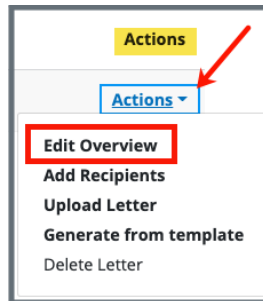 Actions
Actions
Edit Overview
Add Recipients
Upload Letter
Generate from template
Delete Letter